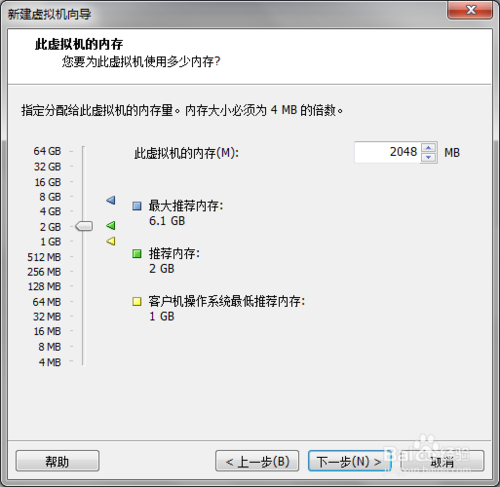 新建虚拟机向导
此虚拟机的内存
您要为此虚拟机使用多少内存?
指定分配给此虚拟机的内存量。内存大小必须为 4 MB 的倍数。
此虚拟机的内存(M):
2048 MB
64 GB
32 GB
16 GB
8 GB
4 GB
2 GB
1 GB
512 MB
256 MB
128 MB
64 MB
32 MB
16 MB
8 MB
4 MB
最大推荐内存:
6.1 GB
推荐内存:
2 GB
客户机操作系统最低推荐内存:
1 GB
帮助
< 上一步(B)
下一步(N) >
取消